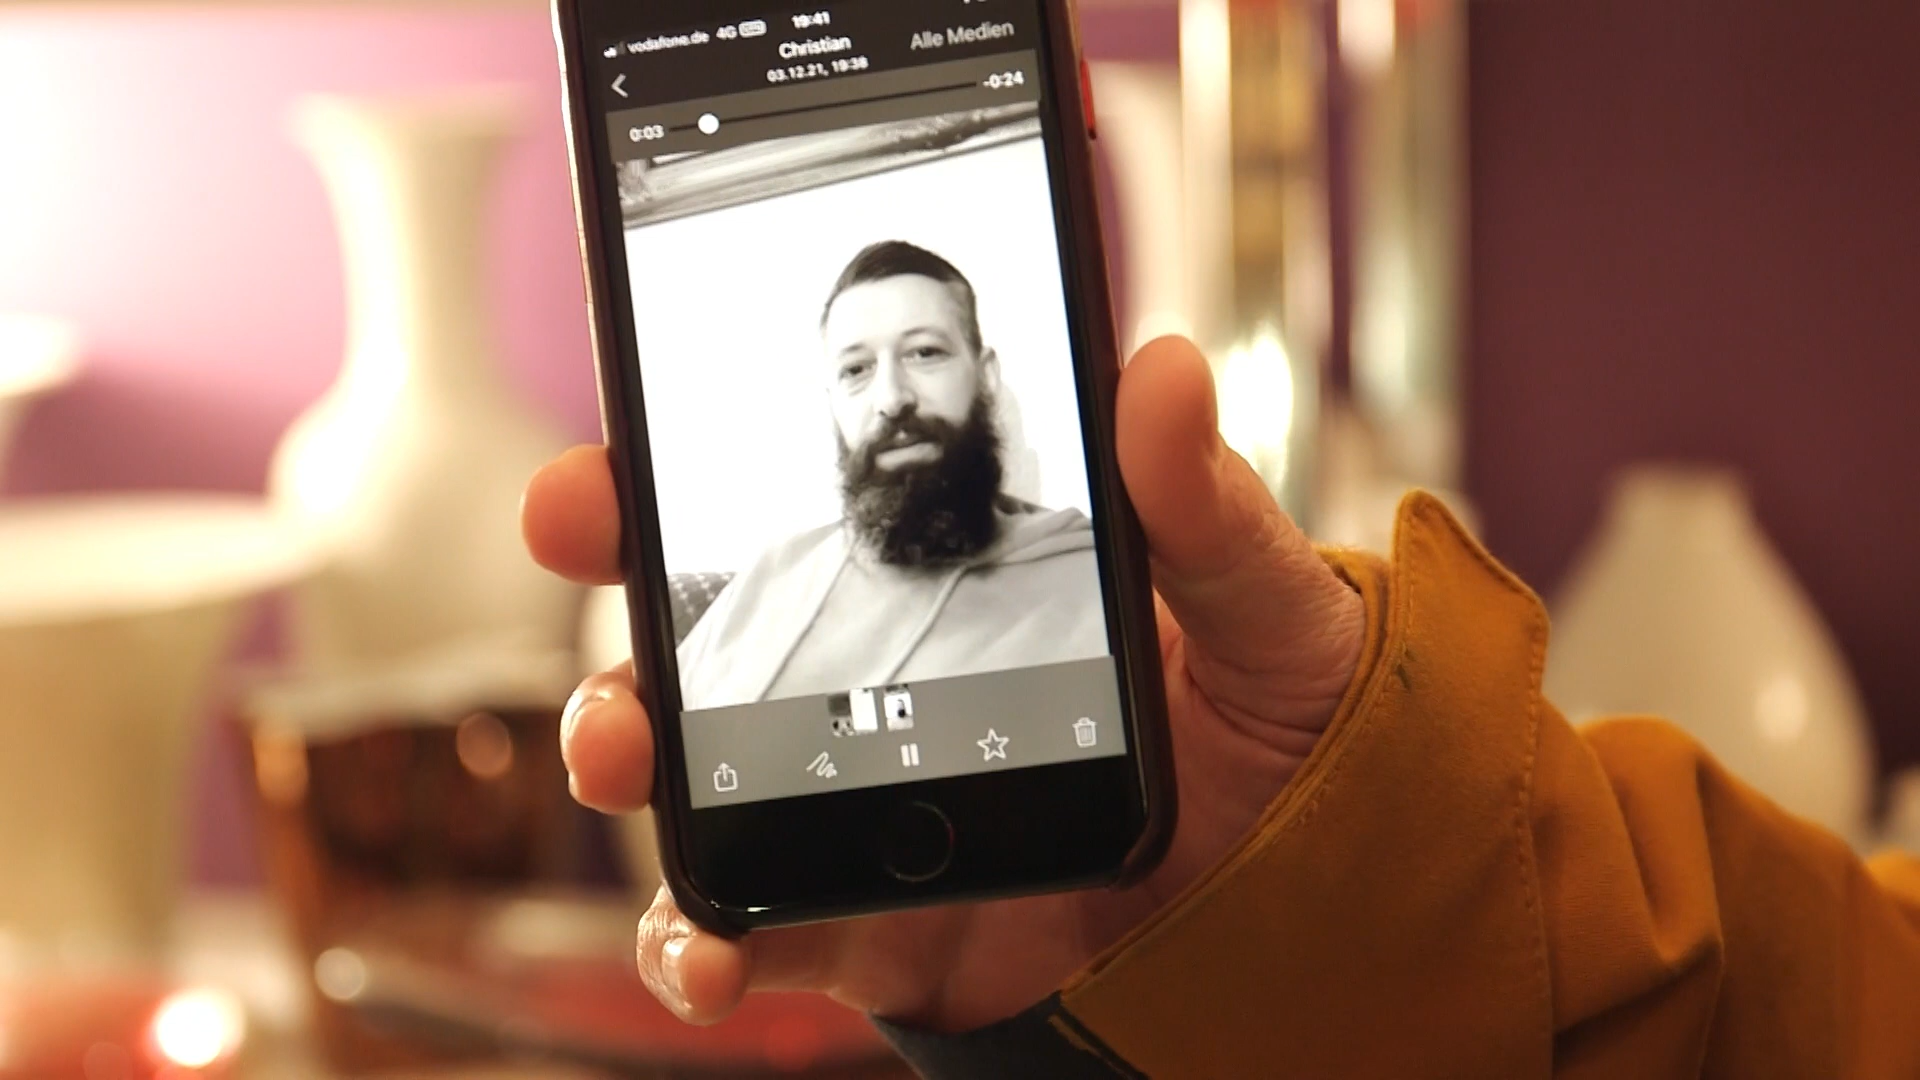 vodafone.de 4G 19:41
Christian
Alle Medien
03.12.21, 19:38
0:03
-0:24